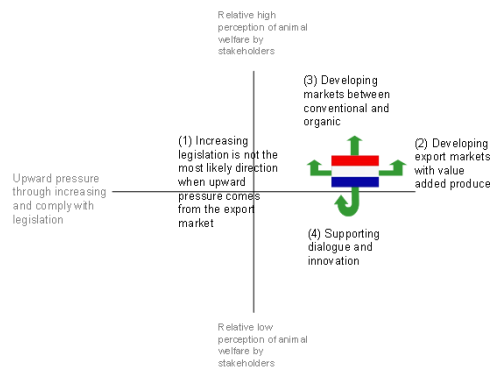 Relative high
perception of animal
welfare by
stakeholders
(3) Developing
markets between
conventional and
organic
(1) Increasing
legislation is not the
most likely direction
when upward
pressure comes
from the export
market
(2) Developing
export markets
with value
added produce
Upward pressure
through increasing
and comply with
legislation
(4) Supporting
dialogue and
innovation
Relative low
perception of animal
welfare by
stakeholders